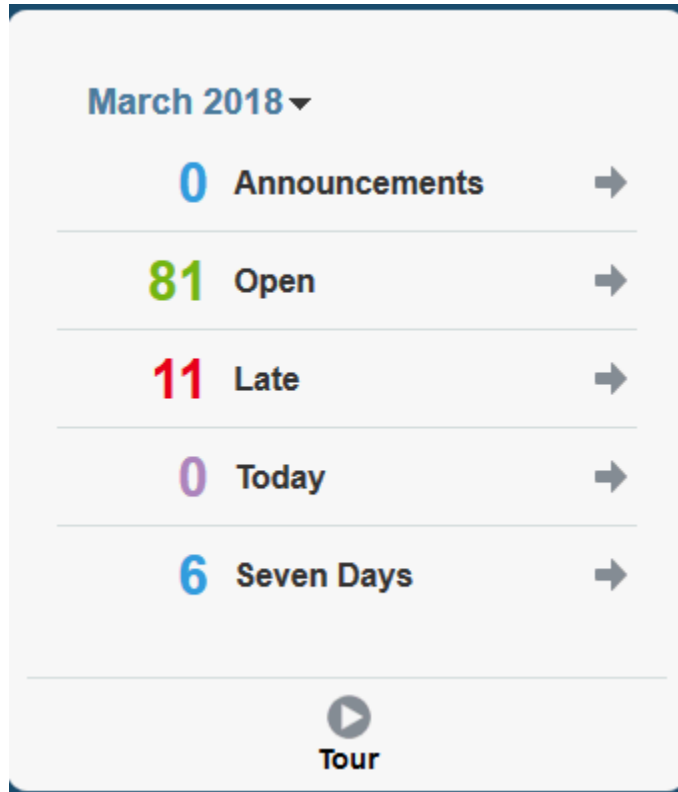 March 2018
0 Announcements
81 Open
11 Late
0 Today
6 Seven Days
Tour